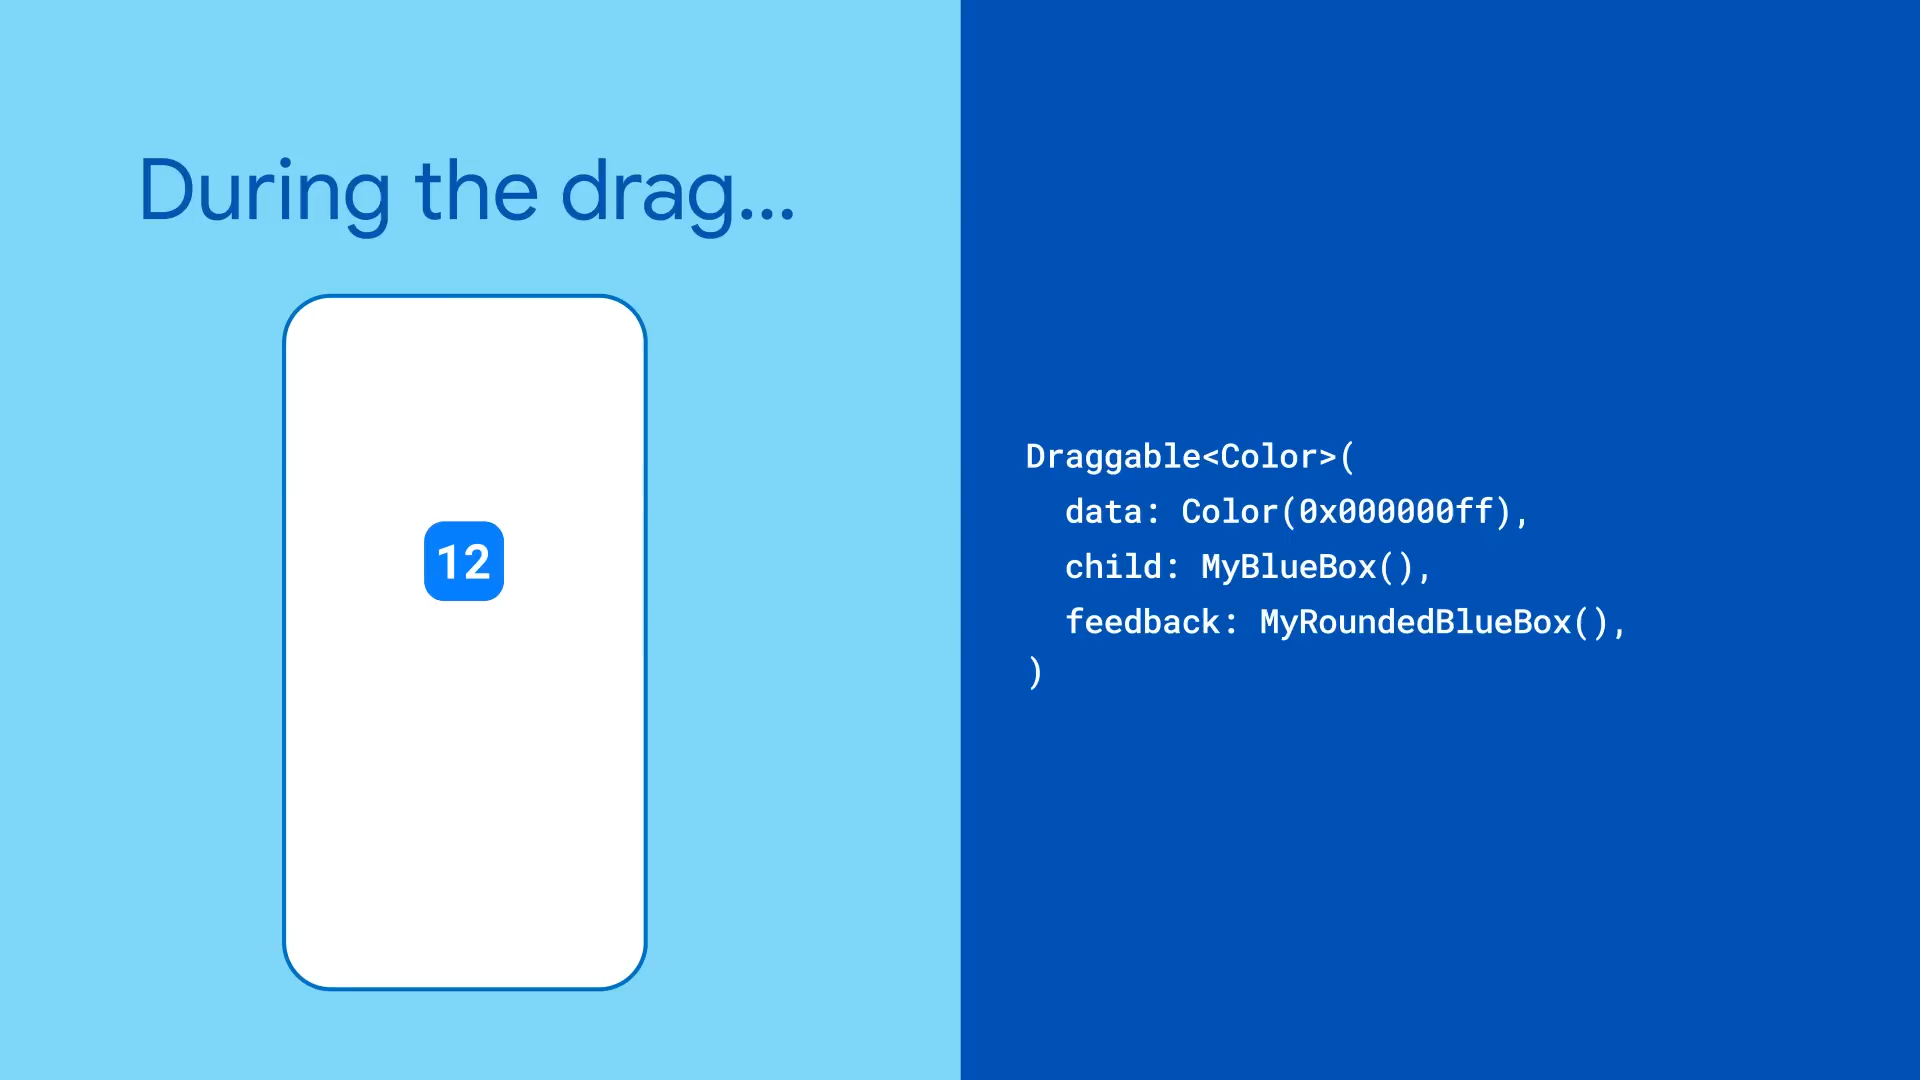 During the drag...
12
Draggable<Color>(
  data: Color(0x000000ff),
  child: MyBlueBox(),
  feedback: MyRoundedBlueBox(),
)